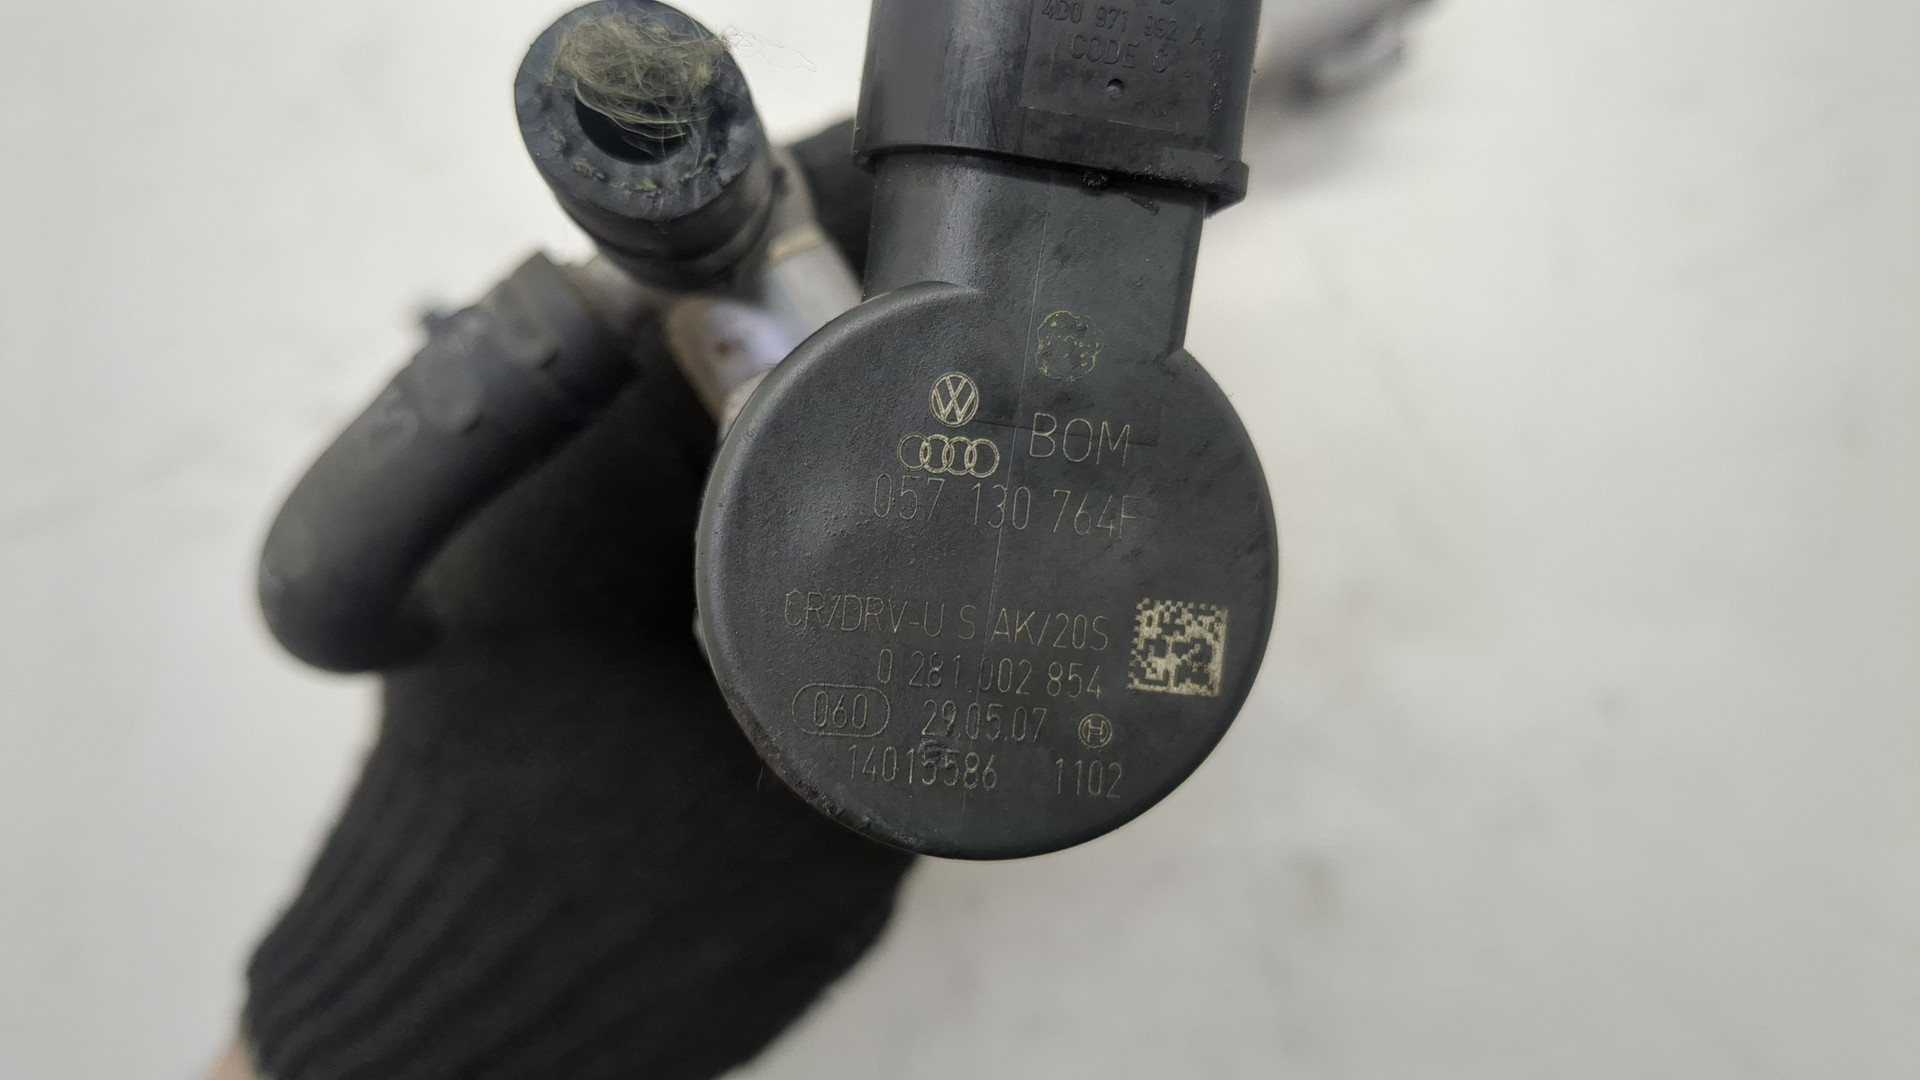 4D0 971 992 A
CODE C
BOM
057 130 764F
CR/DRV-U S AK/20S
0 281 002 854
060 29.05.07
14015586 1102